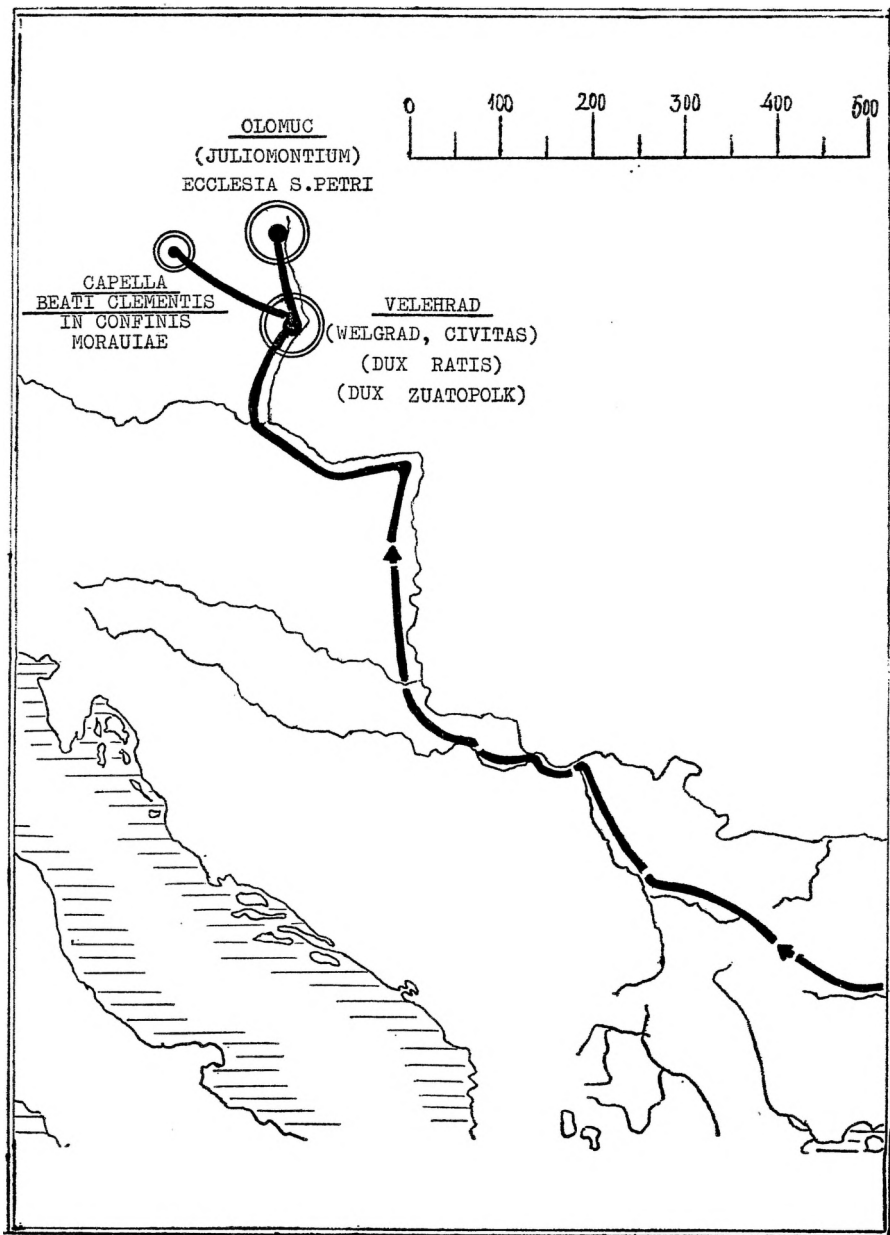 0 100 200 300 400 500
OLOMUC
(JULIOMONTIUM)
ECCLESIA S.PETRI
CAPELLA
BEATI CLEMENTIS
IN CONFINIS
MORAUIAE
VELEHRAD
(WELGRAD, CIVITAS)
(DUX RATIS)
(DUX ZUATOPOLK)